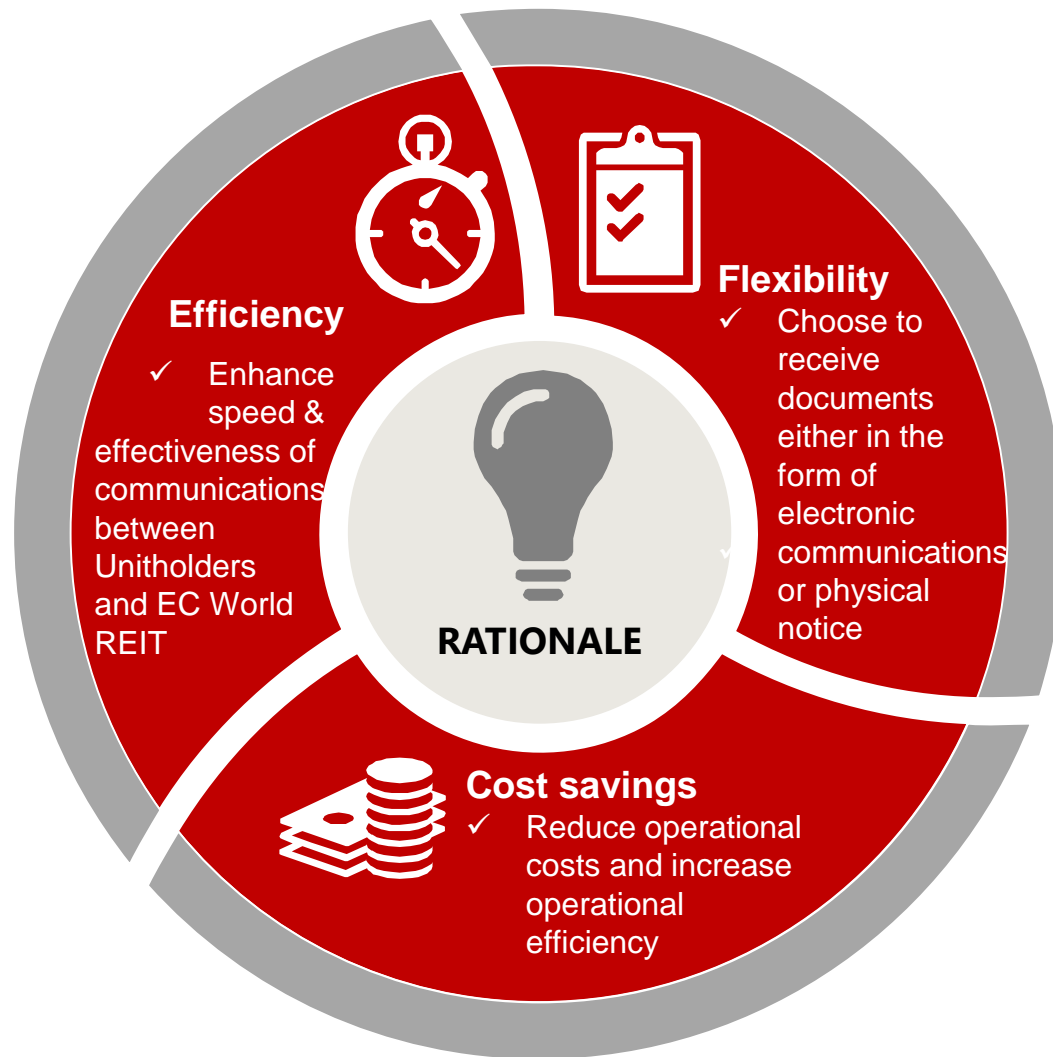 Efficiency
✓ Enhance
speed &
effectiveness of
communications
between
Unitholders
and EC World
REIT
Flexibility
✓ Choose to
receive
documents
either in the
form of
electronic
communications
or physical
notice
✓
RATIONALE
Cost savings
✓ Reduce operational
costs and increase
operational
efficiency